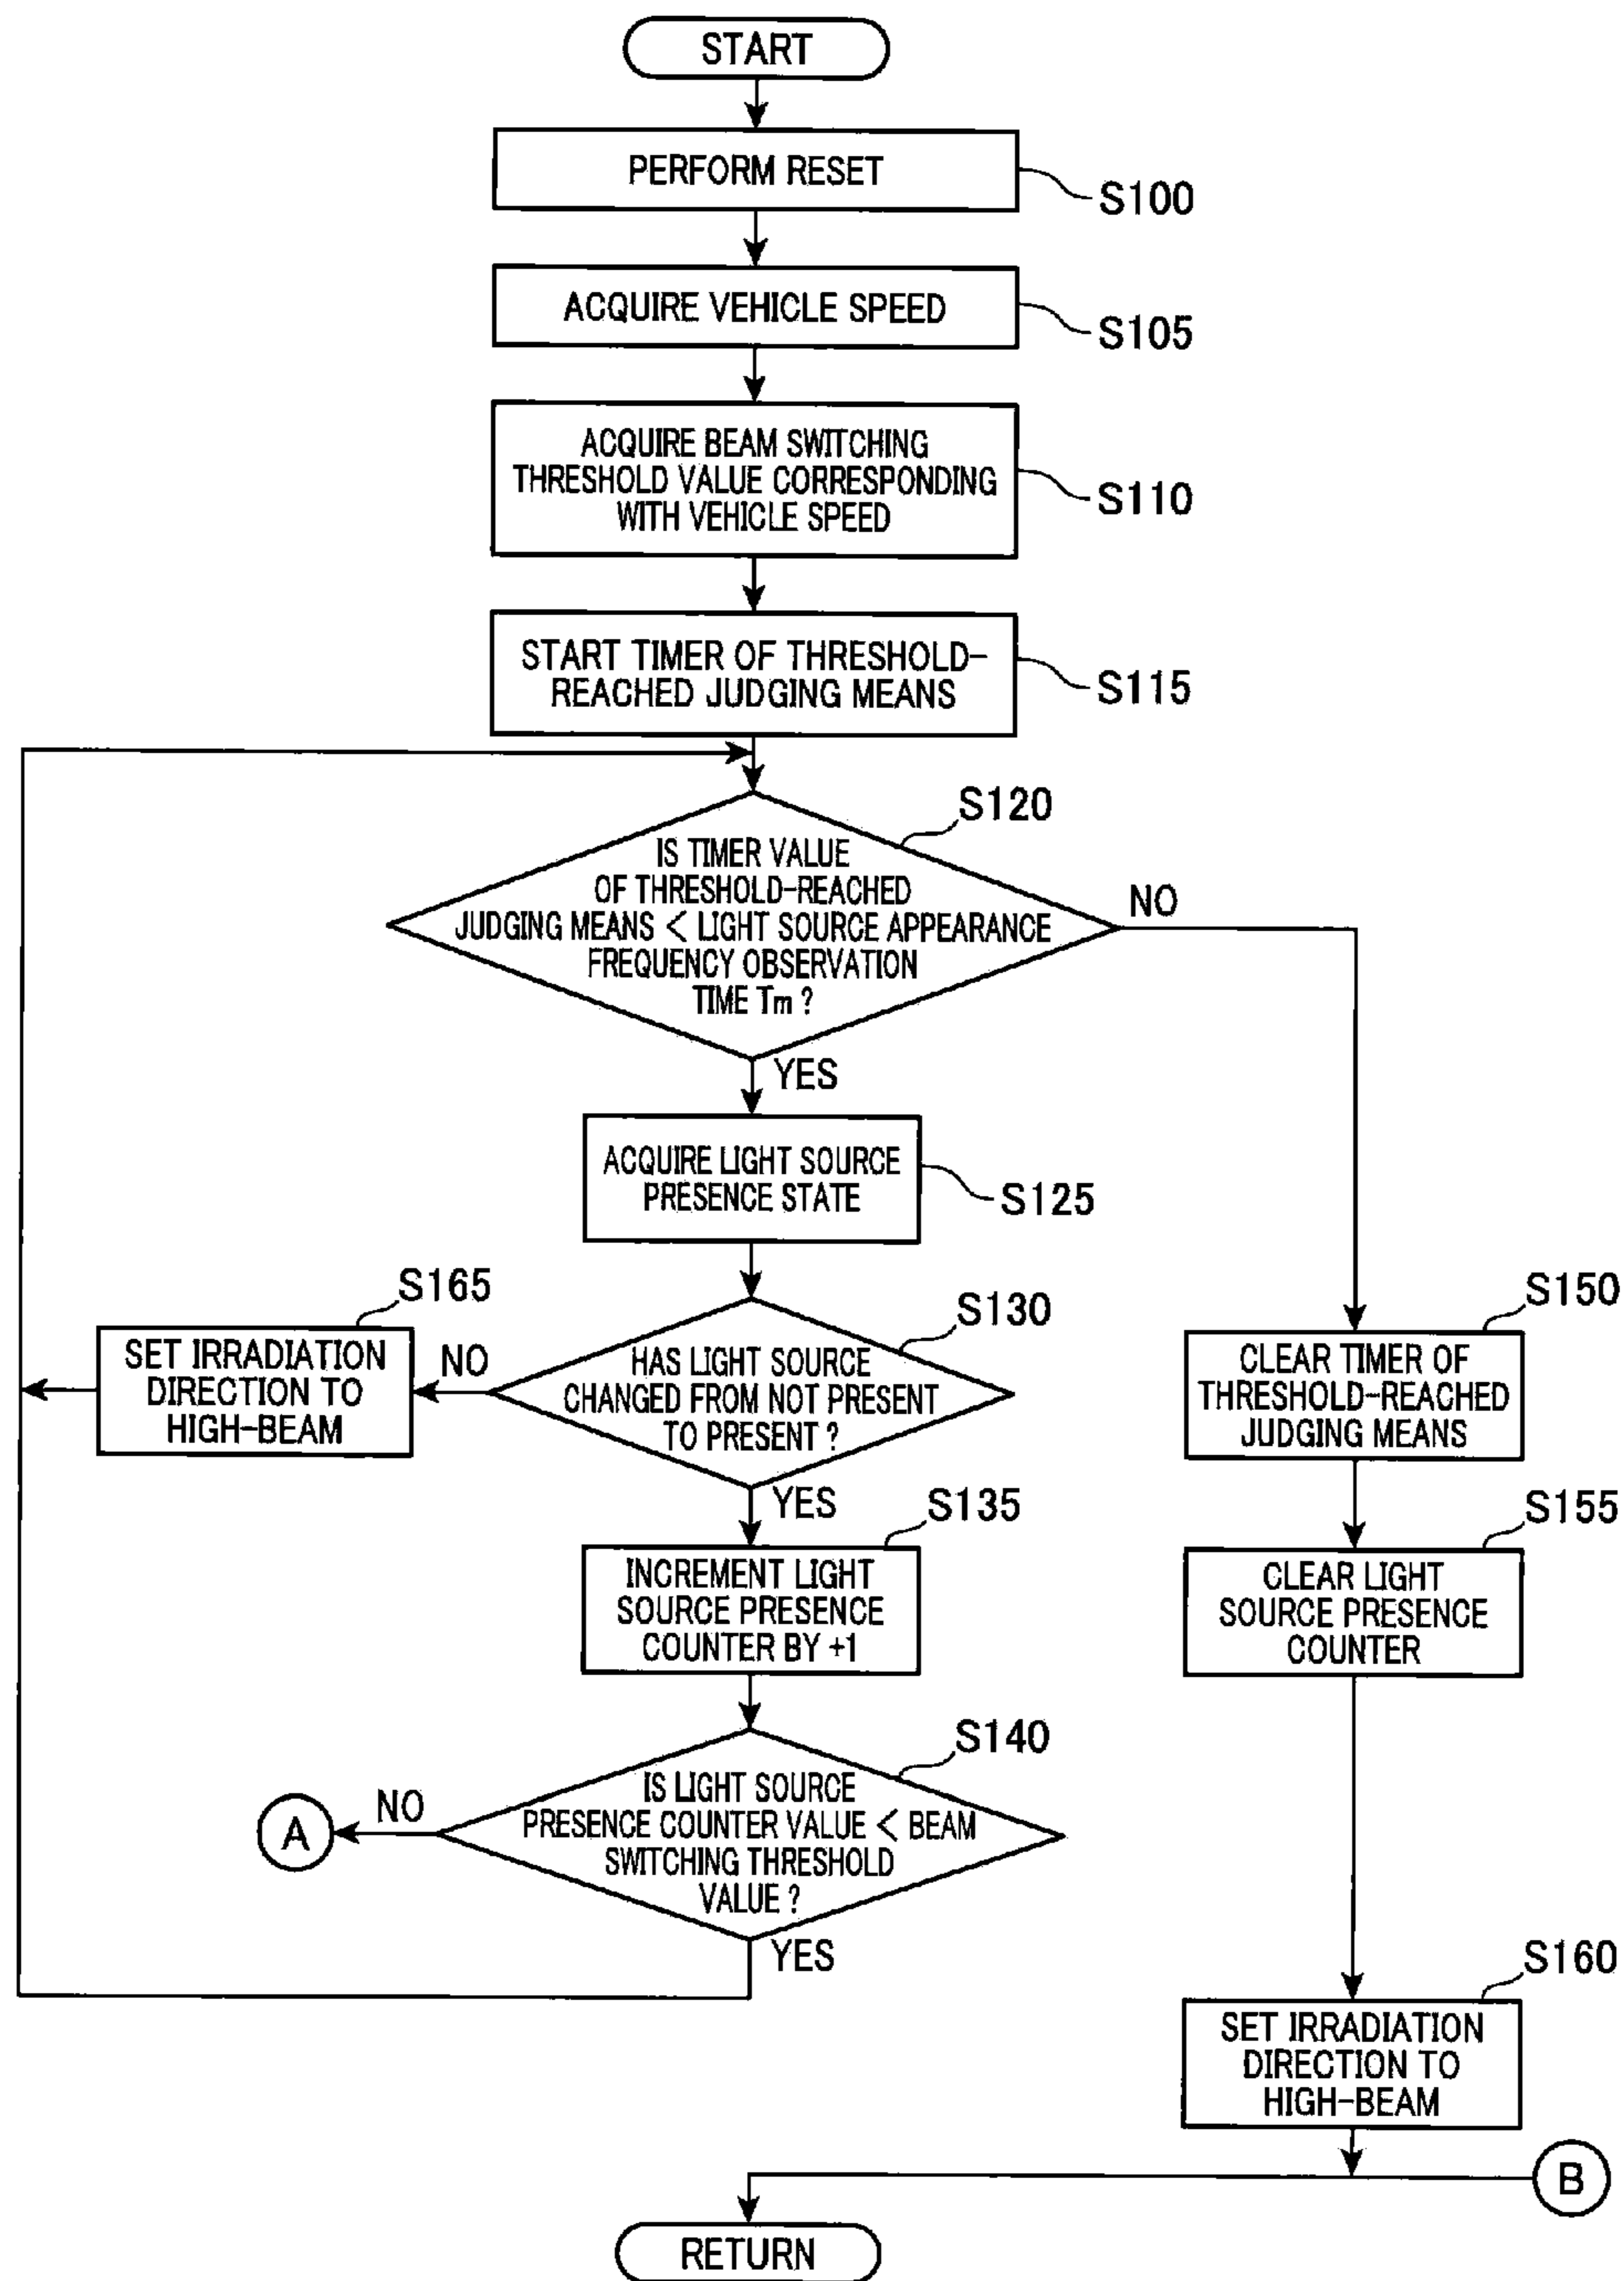 START
PERFORM RESET
S100
ACQUIRE VEHICLE SPEED
S105
ACQUIRE BEAM SWITCHING
THRESHOLD VALUE CORRESPONDING
WITH VEHICLE SPEED
S110
START TIMER OF THRESHOLD-
REACHED JUDGING MEANS
S115
S120
IS TIMER VALUE
OF THRESHOLD-REACHED
JUDGING MEANS < LIGHT SOURCE APPEARANCE
FREQUENCY OBSERVATION
TIME Tm ?
NO
YES
ACQUIRE LIGHT SOURCE
PRESENCE STATE
S125
S165
SET IRRADIATION
DIRECTION TO
HIGH-BEAM
NO
S130
HAS LIGHT SOURCE
CHANGED FROM NOT PRESENT
TO PRESENT ?
YES
S150
CLEAR TIMER OF
THRESHOLD-REACHED
JUDGING MEANS
S135
INCREMENT LIGHT
SOURCE PRESENCE
COUNTER BY +1
S155
CLEAR LIGHT
SOURCE PRESENCE
COUNTER
S140
IS LIGHT SOURCE
PRESENCE COUNTER VALUE < BEAM
SWITCHING THRESHOLD
VALUE ?
NO
A
YES
S160
SET IRRADIATION
DIRECTION TO
HIGH-BEAM
B
RETURN